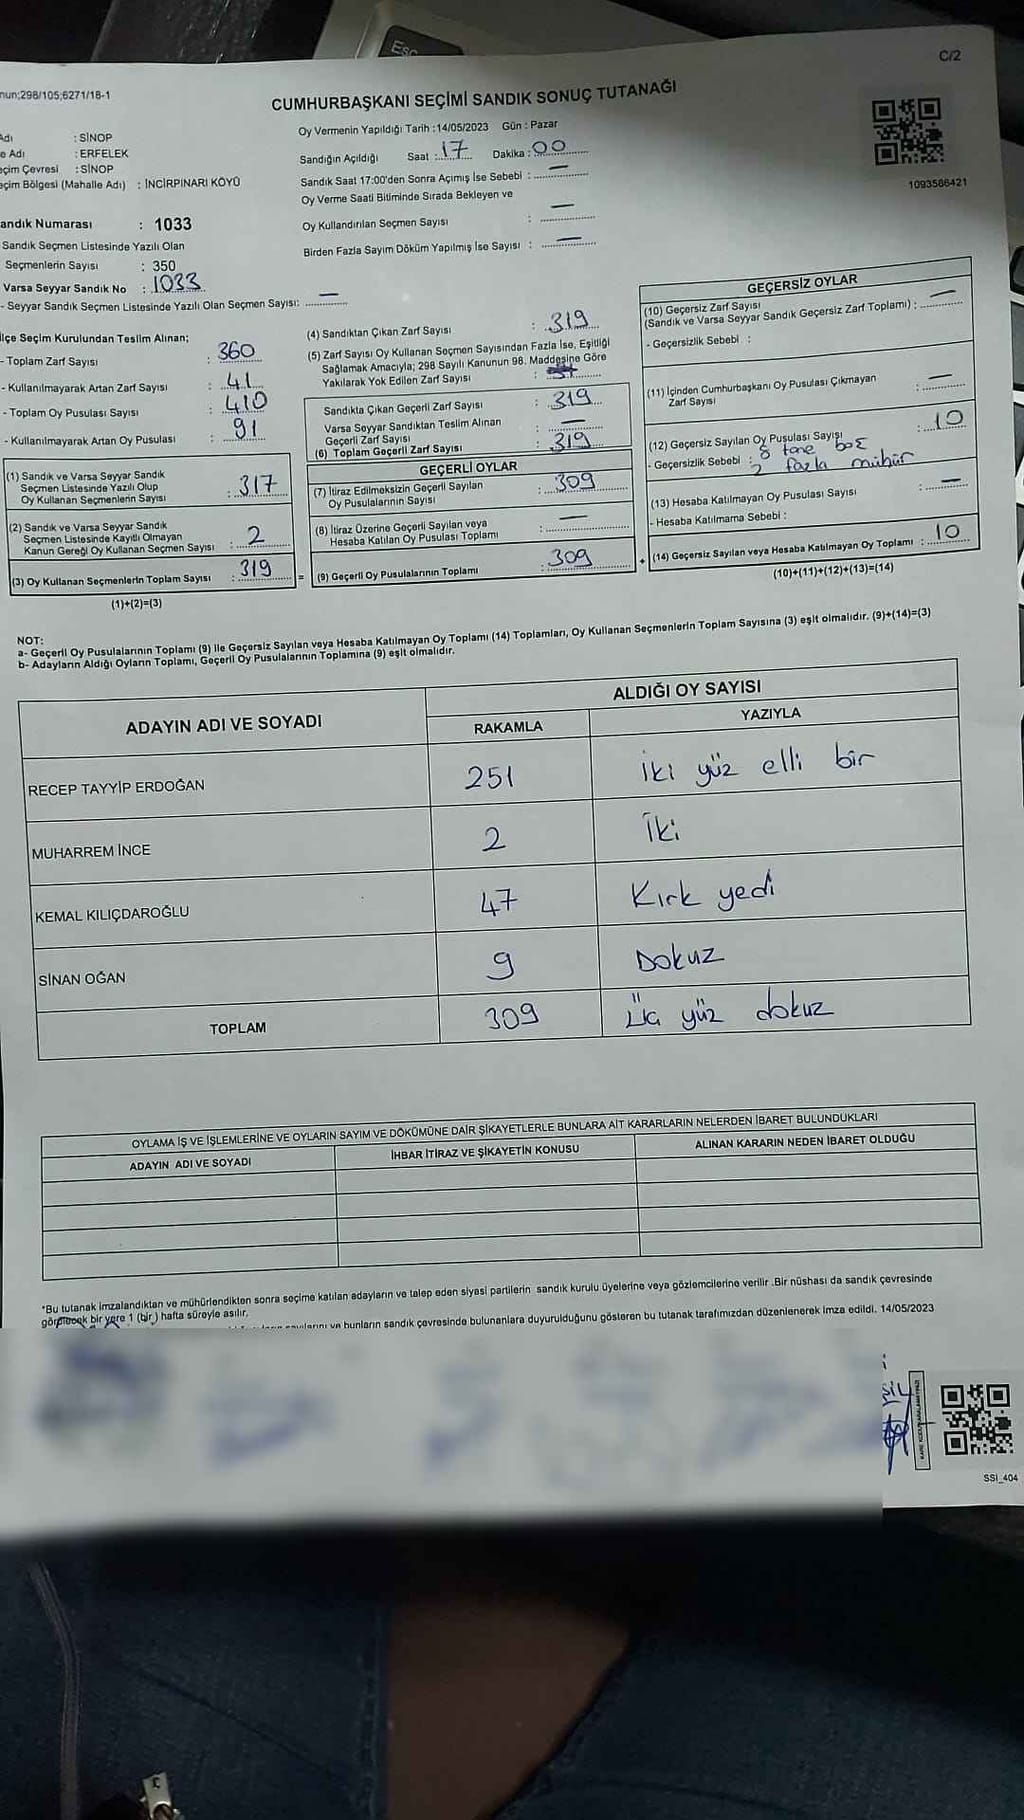 Esc
C/2
nun;298/105;6271/18-1
CUMHURBAŞKANI SEÇİMİ SANDIK SONUÇ TUTANAĞI
Adı : SİNOP
e Adı : ERFELEK
eçim Çevresi : SİNOP
eçim Bölgesi (Mahalle Adı) : İNCİRPINARI KÖYÜ
Oy Vermenin Yapıldığı Tarih :14/05/2023 Gün : Pazar
Sandığın Açıldığı Saat : 17 Dakika : 00
Sandık Saat 17:00'den Sonra Açımış İse Sebebi : —
Oy Verme Saati Bitiminde Sırada Bekleyen ve
Oy Kullandırılan Seçmen Sayısı : —
Birden Fazla Sayım Döküm Yapılmış İse Sayısı : —
1093586421
andık Numarası : 1033
Sandık Seçmen Listesinde Yazılı Olan
Seçmenlerin Sayısı : 350
Varsa Seyyar Sandık No : 1033
- Seyyar Sandık Seçmen Listesinde Yazılı Olan Seçmen Sayısı: —
İlçe Seçim Kurulundan Teslim Alınan;
- Toplam Zarf Sayısı : 360
- Kullanılmayarak Artan Zarf Sayısı : 41
- Toplam Oy Pusulası Sayısı : 410
- Kullanılmayarak Artan Oy Pusulası : 91
(1) Sandık ve Varsa Seyyar Sandık
Seçmen Listesinde Yazılı Olup
Oy Kullanan Seçmenlerin Sayısı : 317
(2) Sandık ve Varsa Seyyar Sandık
Seçmen Listesinde Kayıtlı Olmayan
Kanun Gereği Oy Kullanan Seçmen Sayısı : 2
(3) Oy Kullanan Seçmenlerin Toplam Sayısı : 319
(1)+(2)=(3)
(4) Sandıktan Çıkan Zarf Sayısı : 319
(5) Zarf Sayısı Oy Kullanan Seçmen Sayısından Fazla İse, Eşitliği
Sağlamak Amacıyla; 298 Sayılı Kanunun 98. Maddesine Göre
Yakılarak Yok Edilen Zarf Sayısı :
Sandıkta Çıkan Geçerli Zarf Sayısı : 319
Varsa Seyyar Sandıktan Teslim Alınan
Geçerli Zarf Sayısı : —
(6) Toplam Geçerli Zarf Sayısı : 319
GEÇERLİ OYLAR
(7) İtiraz Edilmeksizin Geçerli Sayılan
Oy Pusulalarının Sayısı : 309
(8) İtiraz Üzerine Geçerli Sayılan veya
Hesaba Katılan Oy Pusulası Toplamı : —
= (9) Geçerli Oy Pusulalarının Toplamı : 309
GEÇERSİZ OYLAR
(10) Geçersiz Zarf Sayısı
(Sandık ve Varsa Seyyar Sandık Geçersiz Zarf Toplamı) : —
- Geçersizlik Sebebi :
(11) İçinden Cumhurbaşkanı Oy Pusulası Çıkmayan
Zarf Sayısı : —
(12) Geçersiz Sayılan Oy Pusulası Sayısı : 10
- Geçersizlik Sebebi : 8 tane boş
2 fazla mühür
(13) Hesaba Katılmayan Oy Pusulası Sayısı : —
- Hesaba Katılmama Sebebi :
+ (14) Geçersiz Sayılan veya Hesaba Katılmayan Oy Toplamı : 10
(10)+(11)+(12)+(13)=(14)
NOT:
a- Geçerli Oy Pusulalarının Toplamı (9) ile Geçersiz Sayılan veya Hesaba Katılmayan Oy Toplamı (14) Toplamları, Oy Kullanan Seçmenlerin Toplam Sayısına (3) eşit olmalıdır. (9)+(14)=(3)
b- Adayların Aldığı Oyların Toplamı, Geçerli Oy Pusulalarının Toplamına (9) eşit olmalıdır.
ADAYIN ADI VE SOYADI ALDIĞI OY SAYISI
RAKAMLA YAZIYLA
RECEP TAYYİP ERDOĞAN 251 İki yüz elli bir
MUHARREM İNCE 2 İki
KEMAL KILIÇDAROĞLU 47 Kırk yedi
SİNAN OĞAN 9 Dokuz
TOPLAM 309 Üç yüz dokuz
OYLAMA İŞ VE İŞLEMLERİNE VE OYLARIN SAYIM VE DÖKÜMÜNE DAİR ŞİKAYETLERLE BUNLARA AİT KARARLARIN NELERDEN İBARET BULUNDUKLARI
ADAYIN ADI VE SOYADI İHBAR İTİRAZ VE ŞİKAYETİN KONUSU ALINAN KARARIN NEDEN İBARET OLDUĞU
*Bu tutanak imzalandıktan ve mühürlendikten sonra seçime katılan adayların ve talep eden siyasi partilerin sandık kurulu üyelerine veya gözlemcilerine verilir .Bir nüshası da sandık çevresinde
görülecek bir yere 1 (bir ) hafta süreyle asılır.
ve bunların sandık çevresinde bulunanlara duyurulduğunu gösteren bu tutanak tarafımızdan düzenlenerek imza edildi. 14/05/2023
SSI_404